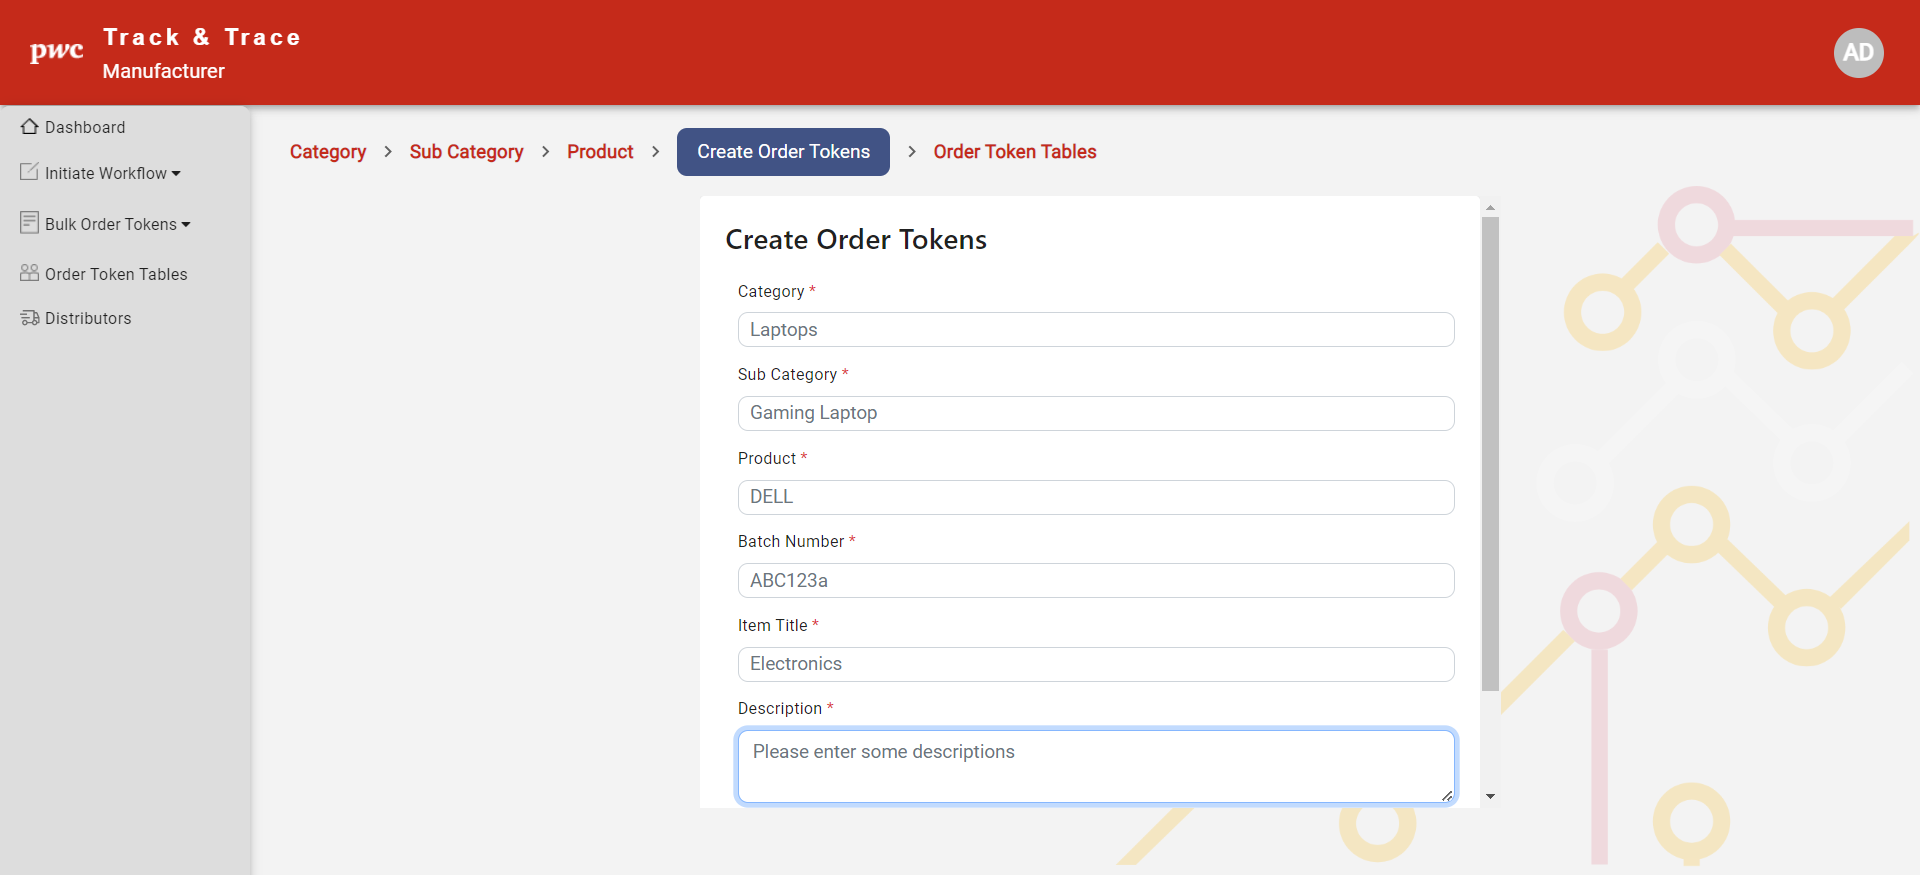 pwc
Track & Trace
Manufacturer
AD
Dashboard
Initiate Workflow
Bulk Order Tokens
Order Token Tables
Distributors
Category > Sub Category > Product > Create Order Tokens > Order Token Tables
Create Order Tokens
Category *
Laptops
Sub Category *
Gaming Laptop
Product *
DELL
Batch Number *
ABC123a
Item Title *
Electronics
Description *
Please enter some descriptions